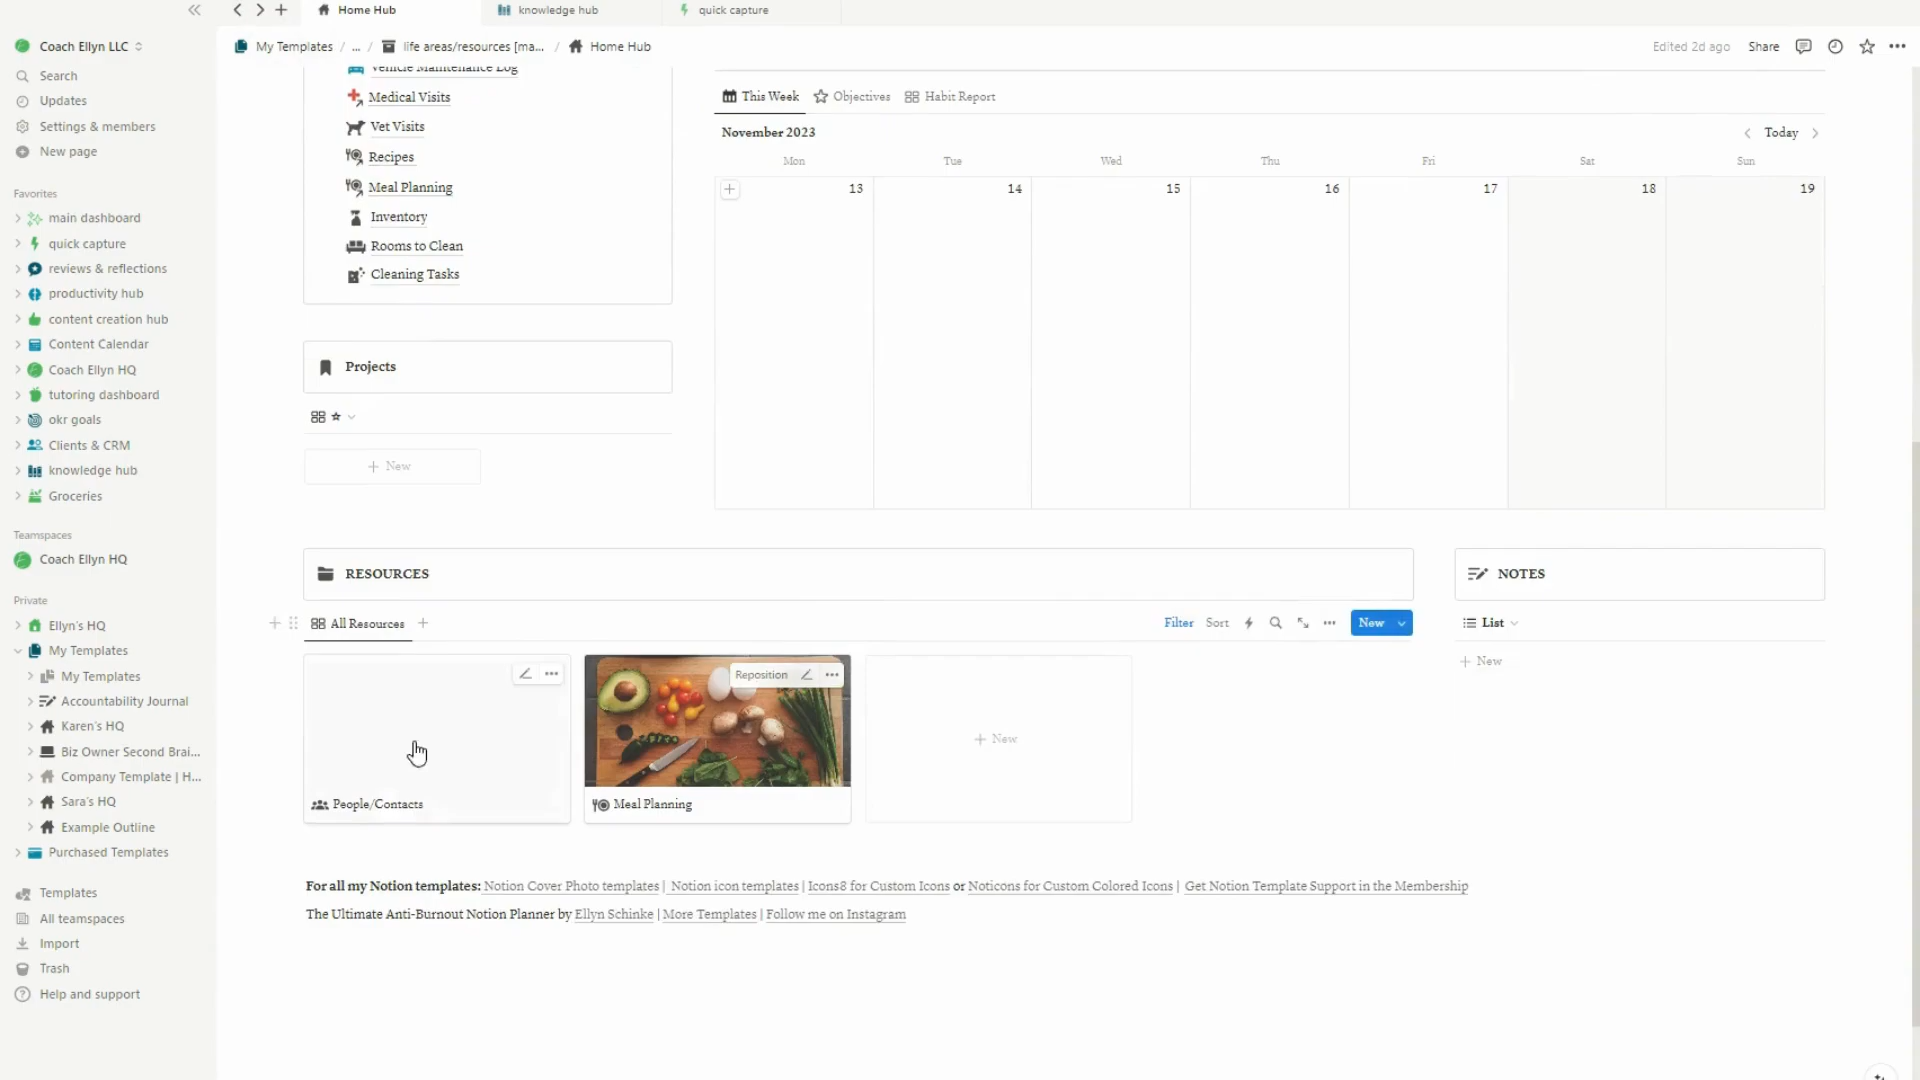 Home Hub
knowledge hub
quick capture
Coach Ellyn LLC
My Templates / ... / life areas/resources [ma... / Home Hub
Edited 2d ago
Share
Search
Updates
Settings & members
New page
Favorites
main dashboard
quick capture
reviews & reflections
productivity hub
content creation hub
Content Calendar
Coach Ellyn HQ
tutoring dashboard
okr goals
Clients & CRM
knowledge hub
Groceries
Teamspaces
Coach Ellyn HQ
Private
Ellyn's HQ
My Templates
My Templates
Accountability Journal
Karen's HQ
Biz Owner Second Brai...
Company Template | H...
Sara's HQ
Example Outline
Purchased Templates
Templates
All teamspaces
Import
Trash
Help and support
Vehicle Maintenance Log
Medical Visits
Vet Visits
Recipes
Meal Planning
Inventory
Rooms to Clean
Cleaning Tasks
Projects
+ New
This Week
Objectives
Habit Report
November 2023
Today
Mon Tue Wed Thu Fri Sat Sun
13 14 15 16 17 18 19
RESOURCES
All Resources
Filter
Sort
New
People/Contacts
Reposition
Meal Planning
+ New
NOTES
List
+ New
For all my Notion templates: Notion Cover Photo templates | Notion icon templates | Icons8 for Custom Icons or Noticons for Custom Colored Icons | Get Notion Template Support in the Membership
The Ultimate Anti-Burnout Notion Planner by Ellyn Schinke | More Templates | Follow me on Instagram